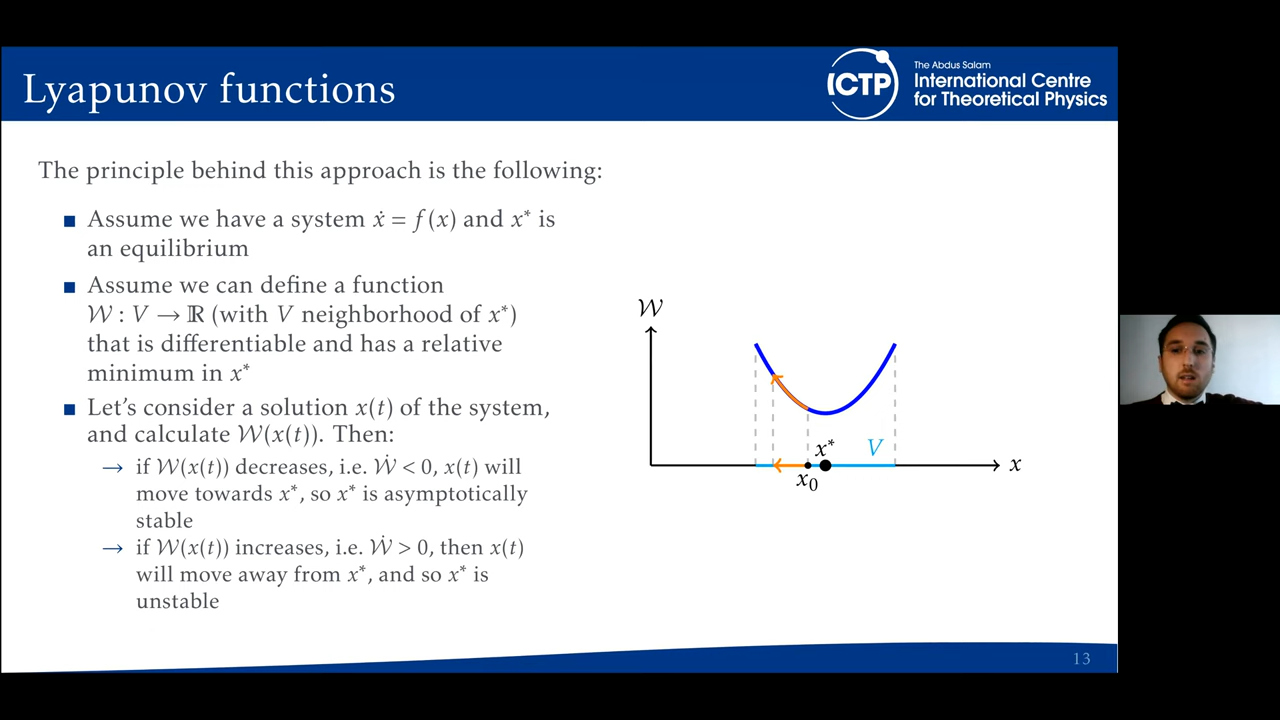 Lyapunov functions
ICTP
The Abdus Salam
International Centre
for Theoretical Physics
The principle behind this approach is the following:
■ Assume we have a system ẋ = f(x) and x* is
an equilibrium
■ Assume we can define a function
𝒲 : V → ℝ (with V neighborhood of x*)
that is differentiable and has a relative
minimum in x*
■ Let's consider a solution x(t) of the system,
and calculate 𝒲(x(t)). Then:
→ if 𝒲(x(t)) decreases, i.e. 𝒲̇ < 0, x(t) will
move towards x*, so x* is asymptotically
stable
→ if 𝒲(x(t)) increases, i.e. 𝒲̇ > 0, then x(t)
will move away from x*, and so x* is
unstable
𝒲
x*
V
x
x₀
13